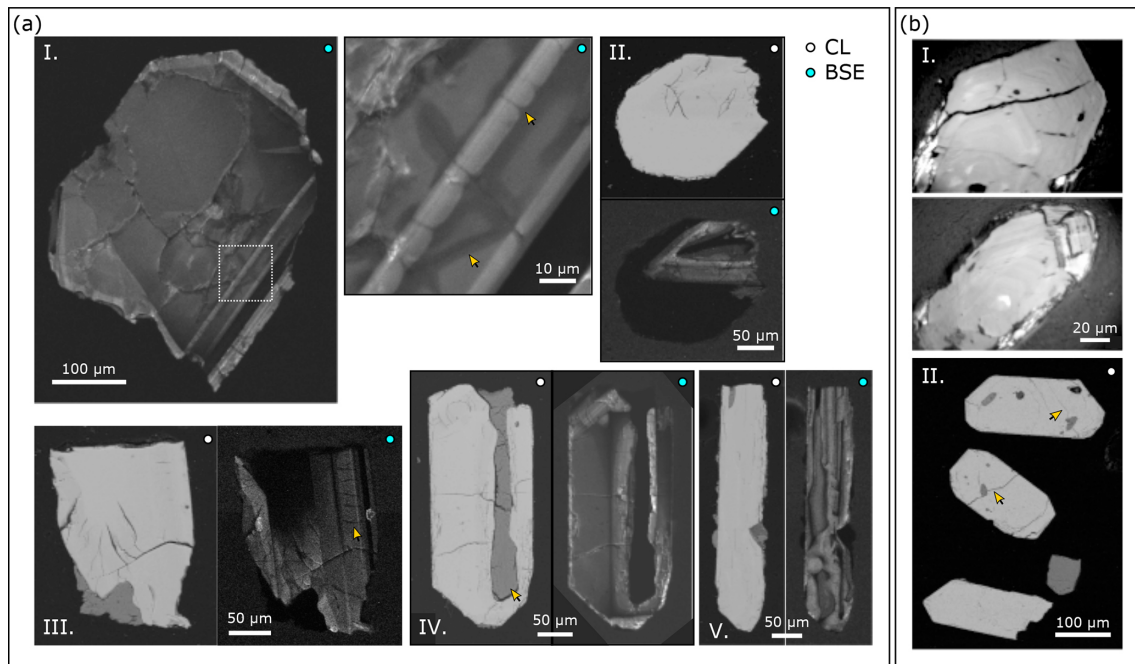 (a)
I.
10 µm
100 µm
II.
50 µm
CL
BSE
III.
50 µm
IV.
50 µm
V.
50 µm
(b)
I.
20 µm
II.
100 µm